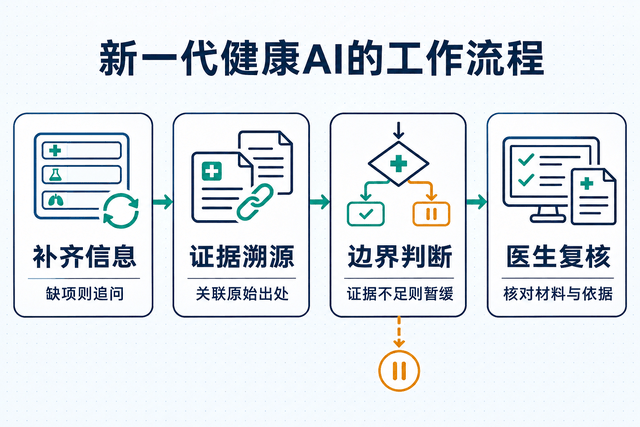 新一代健康AI的工作流程
补齐信息
缺项则追问
证据溯源
关联原始出处
边界判断
证据不足则暂缓
医生复核
核对材料与依据